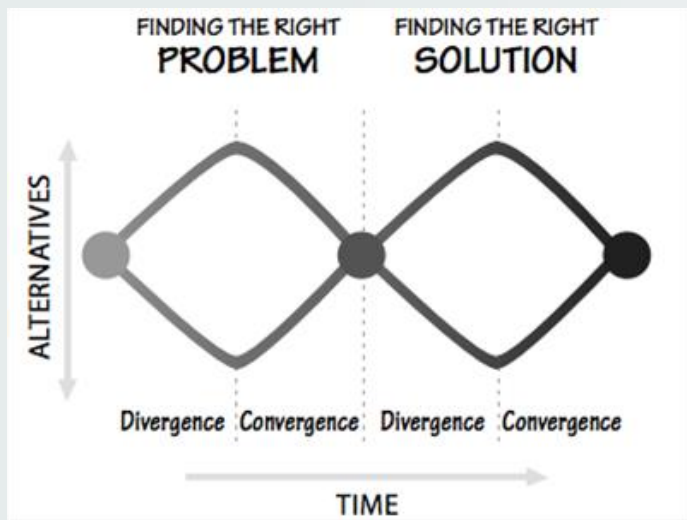 FINDING THE RIGHT
PROBLEM
FINDING THE RIGHT
SOLUTION
ALTERNATIVES
Divergence Convergence Divergence Convergence
TIME